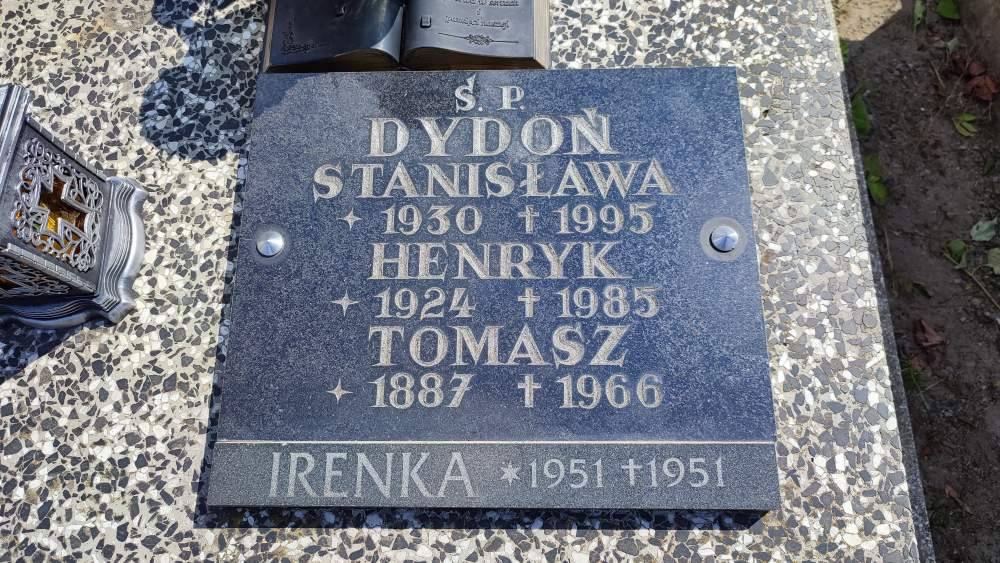 Ś. P.
DYDOŃ
STANISŁAWA
1930 † 1995
HENRYK
1924 † 1985
TOMASZ
1887 † 1966
IRENKA *1951 †1951